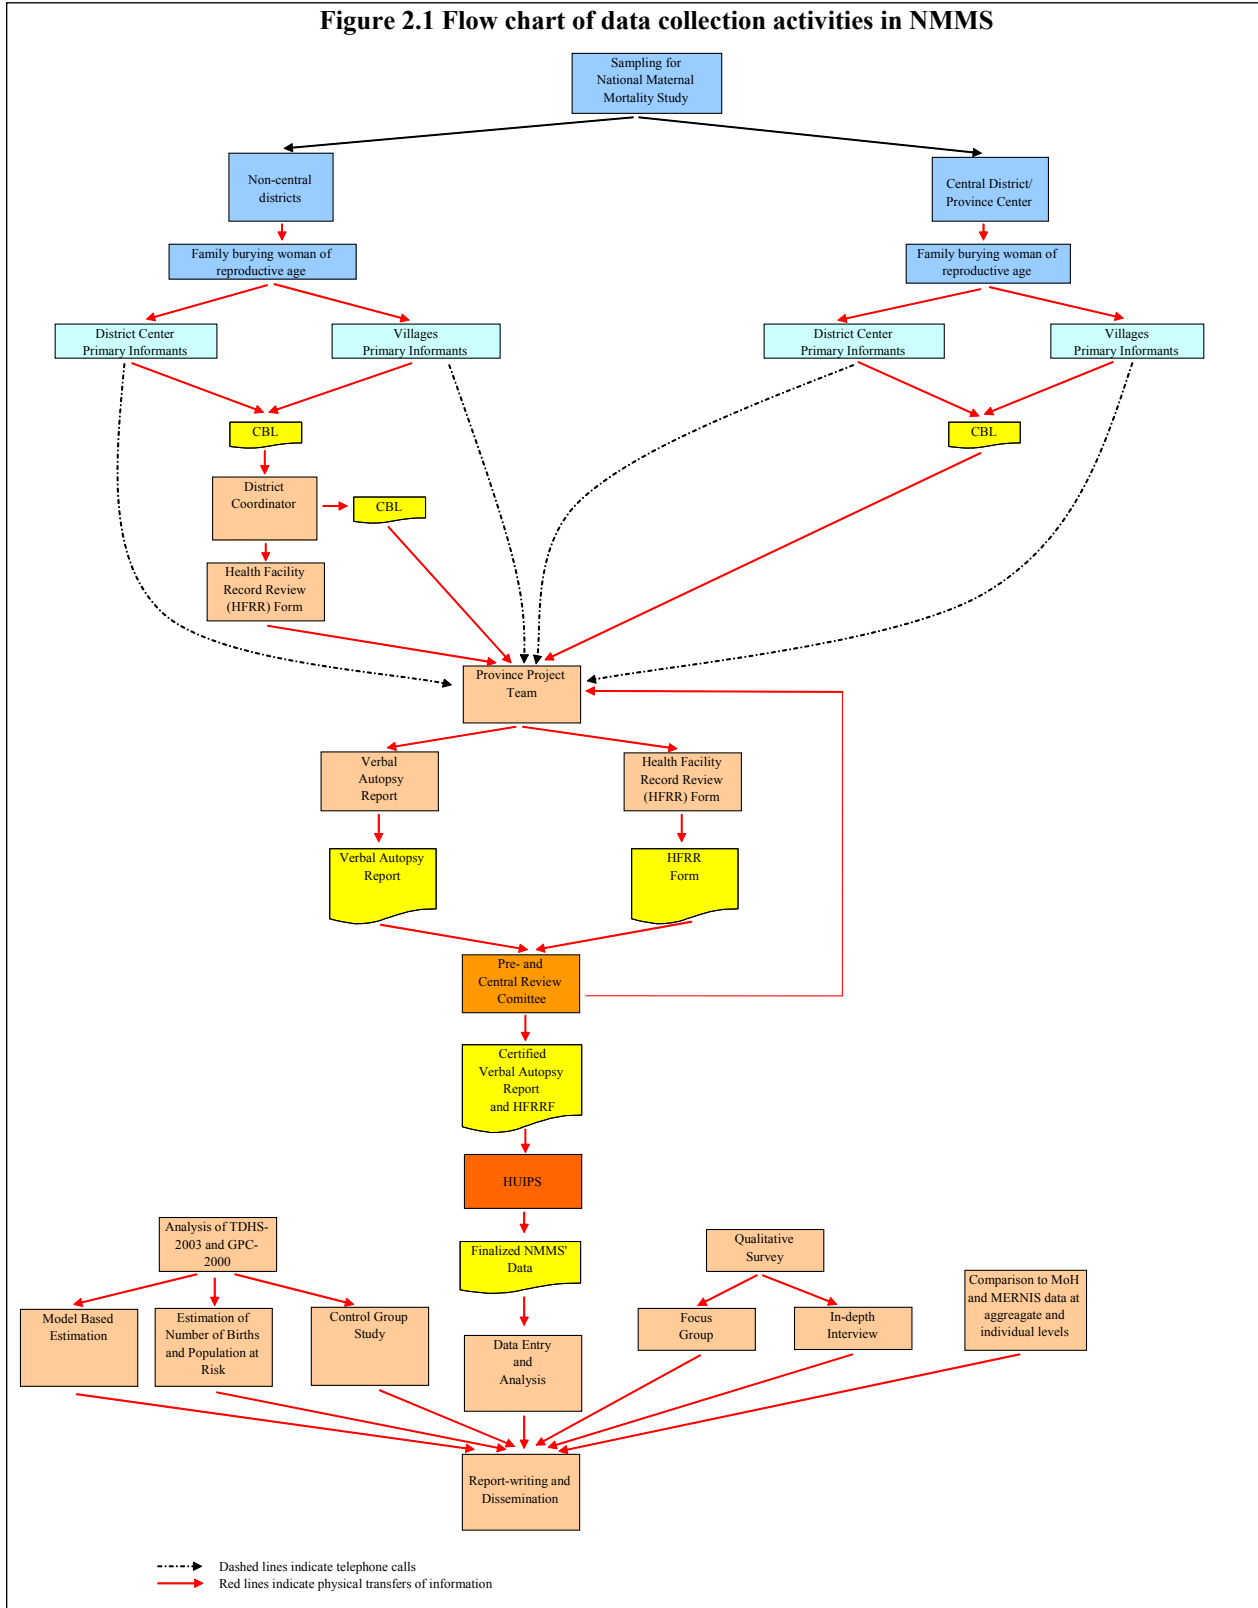 Figure 2.1 Flow chart of data collection activities in NMMS
Sampling for
National Maternal
Mortality Study
Non-central
districts
Central District/
Province Center
Family burying woman of
reproductive age
Family burying woman of
reproductive age
District Center
Primary Informants
Villages
Primary Informants
District Center
Primary Informants
Villages
Primary Informants
CBL
CBL
District
Coordinator
CBL
Health Facility
Record Review
(HFRR) Form
Province Project
Team
Verbal
Autopsy
Report
Health Facility
Record Review
(HFRR) Form
Verbal Autopsy
Report
HFRR
Form
Pre- and
Central Review
Comittee
Certified
Verbal Autopsy
Report
and HFRRF
HUIPS
Analysis of TDHS-
2003 and GPC-
2000
Finalized NMMS'
Data
Qualitative
Survey
Model Based
Estimation
Estimation of
Number of Births
and Population at
Risk
Control Group
Study
Data Entry
and
Analysis
Focus
Group
In-depth
Interview
Comparison to MoH
and MERNIS data at
aggreagate and
individual levels
Report-writing and
Dissemination
Dashed lines indicate telephone calls
Red lines indicate physical transfers of information